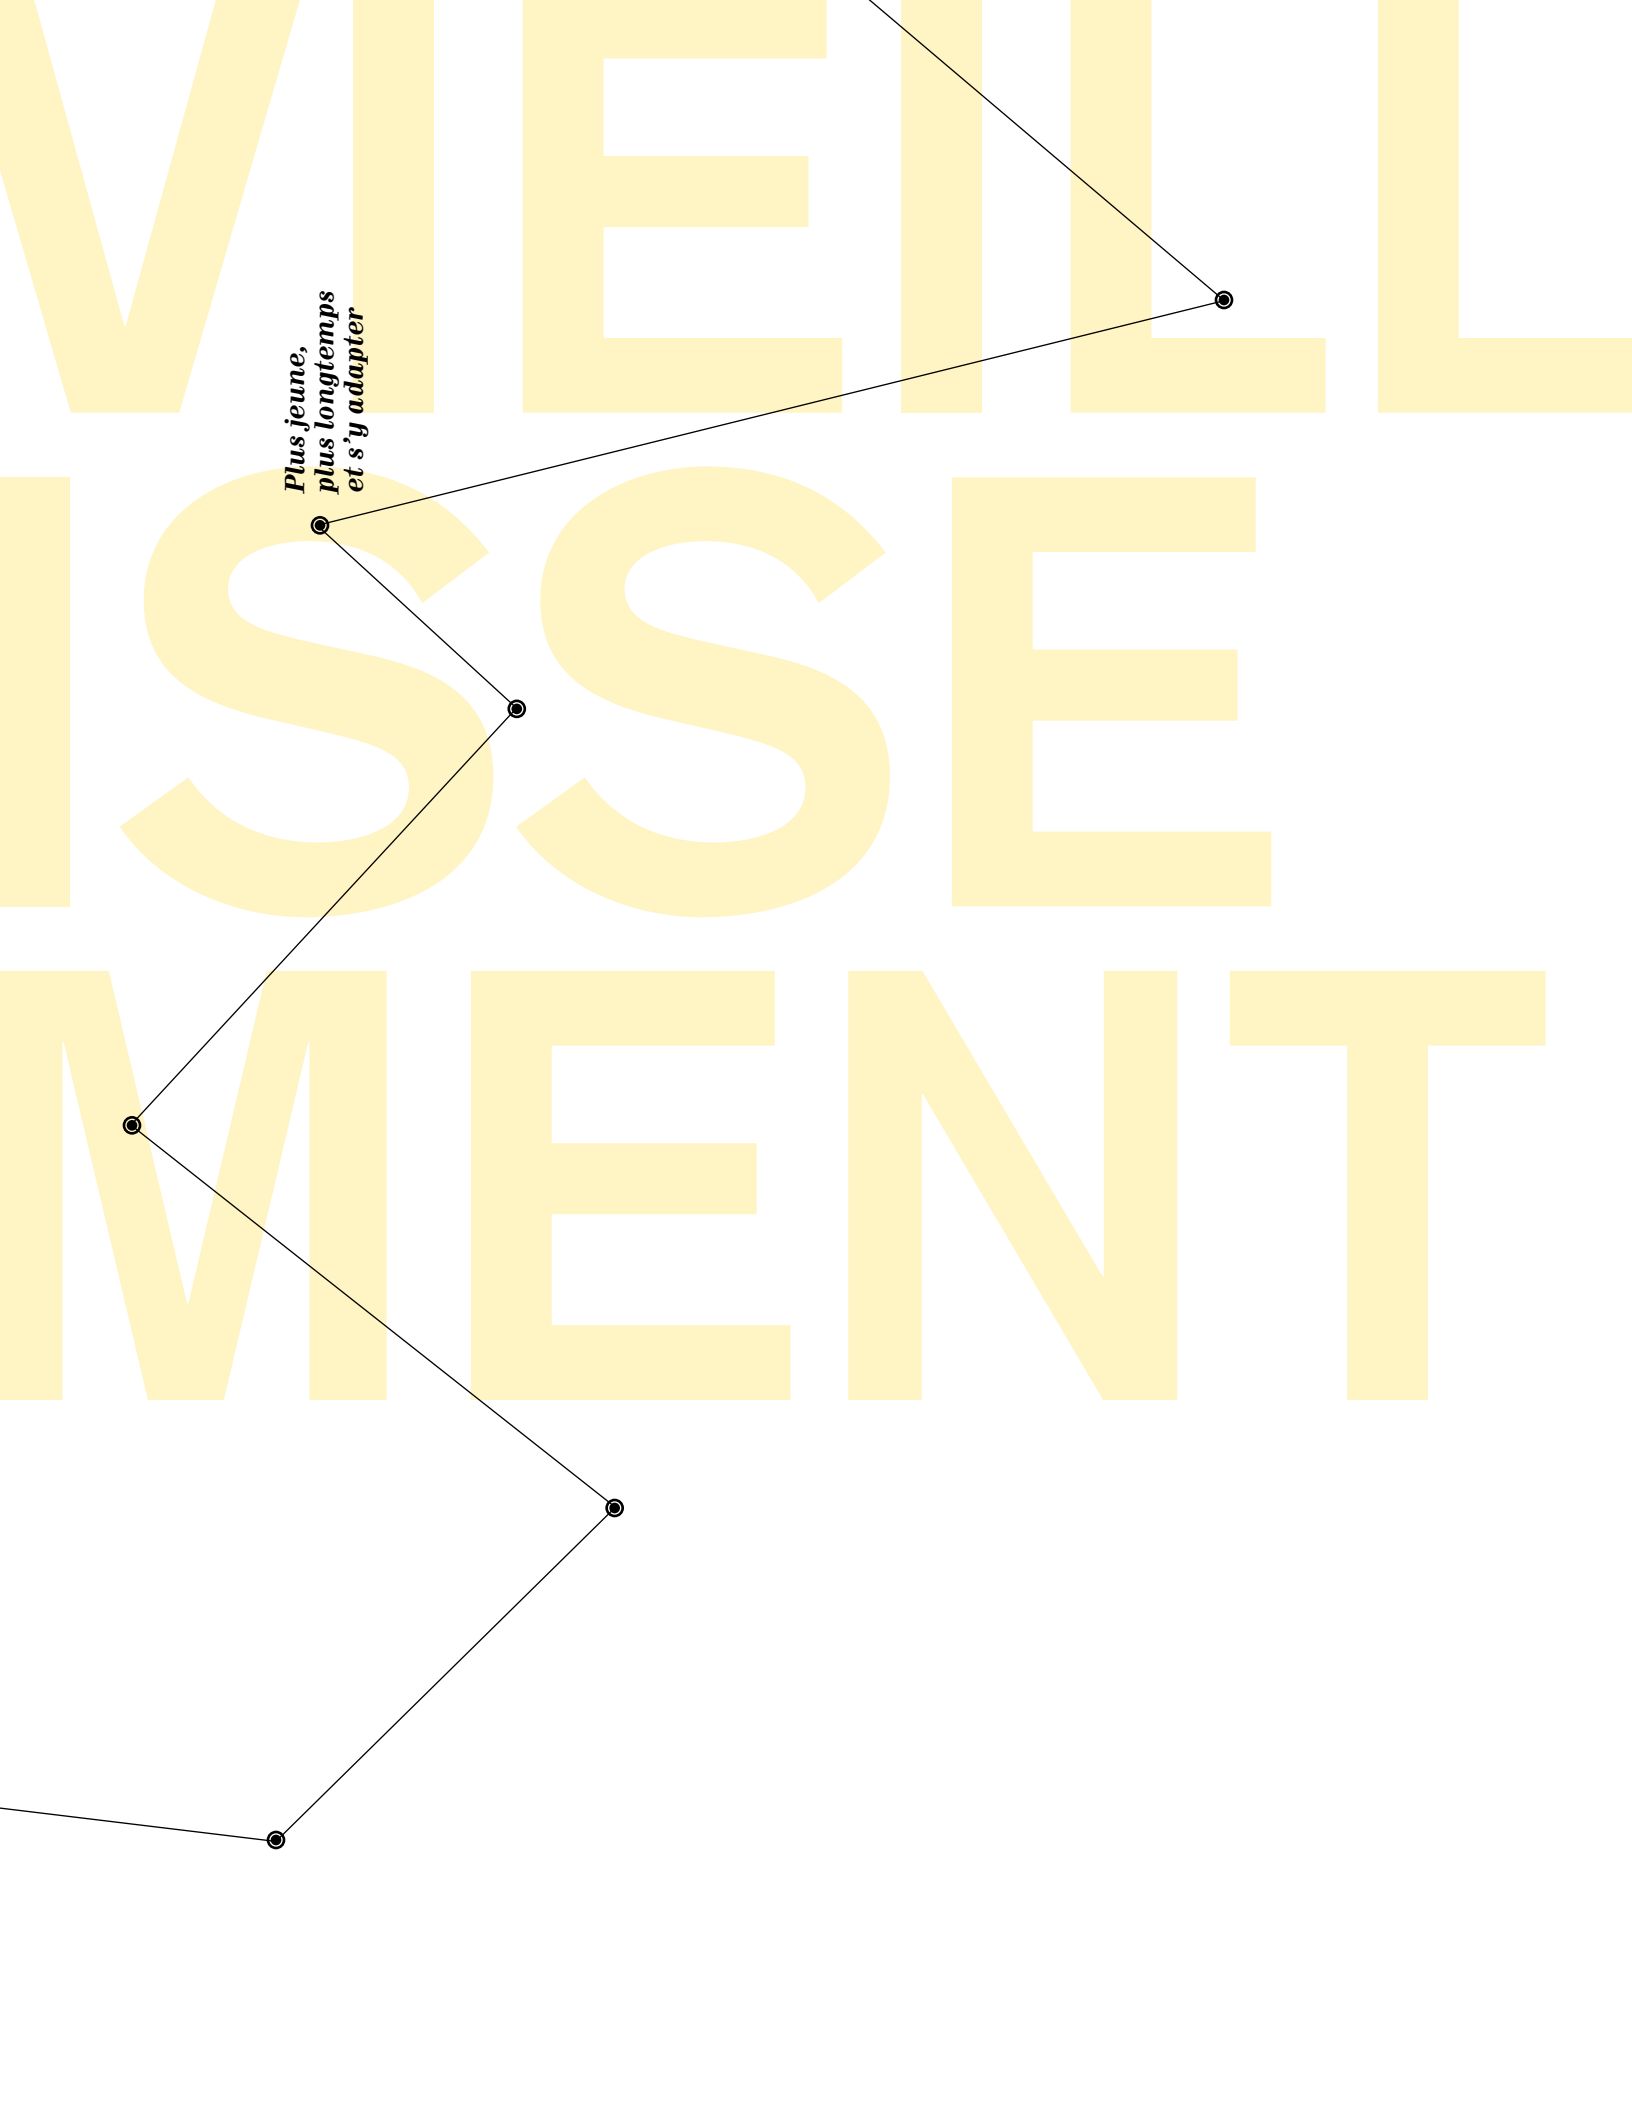 VIEILL
ISSE
MENT
Plus jeune,
plus longtemps
et s'y adapter